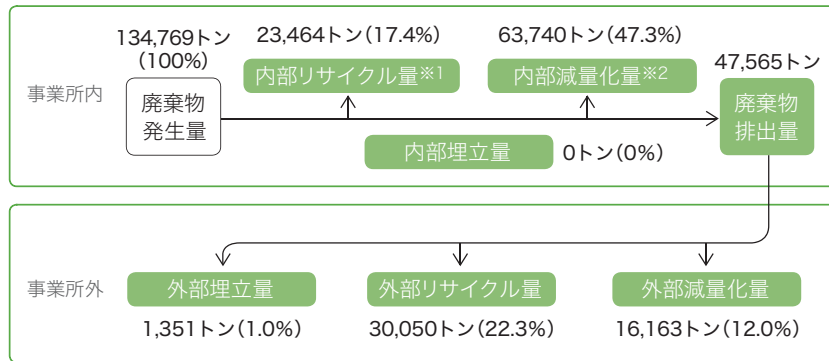 134,769トン
(100%)
23,464トン(17.4%)
63,740トン(47.3%)
47,565トン
内部リサイクル量※1
内部減量化量※2
事業所内
廃棄物
発生量
廃棄物
排出量
内部埋立量
0トン(0%)
事業所外
外部埋立量
外部リサイクル量
外部減量化量
1,351トン(1.0%)
30,050トン(22.3%)
16,163トン(12.0%)